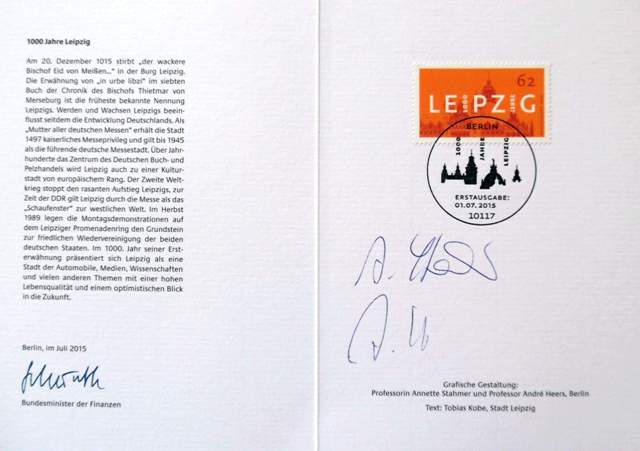 1000 Jahre Leipzig
Am 20. Dezember 1015 stirbt „der wackere
Bischof Eid von Meißen...“ in der Burg Leipzig.
Die Erwähnung von „in urbe libzi“ im siebten
Buch der Chronik des Bischofs Thietmar von
Merseburg ist die früheste bekannte Nennung
Leipzigs. Werden und Wachsen Leipzigs beein-
flusst seitdem die Entwicklung Deutschlands. Als
„Mutter aller deutschen Messen“ erhält die Stadt
1497 kaiserliches Messeprivileg und gilt bis 1945
als die führende deutsche Messestadt. Über Jahr-
hunderte das Zentrum des Deutschen Buch- und
Pelzhandels wird Leipzig auch zu einer Kultur-
stadt von europäischem Rang. Der Zweite Welt-
krieg stoppt den rasanten Aufstieg Leipzigs, zur
Zeit der DDR gilt Leipzig durch die Messe als das
„Schaufenster“ zur westlichen Welt. Im Herbst
1989 legen die Montagsdemonstrationen auf
dem Leipziger Promenadenring den Grundstein
zur friedlichen Wiedervereinigung der beiden
deutschen Staaten. Im 1000. Jahr seiner Erst-
erwähnung präsentiert sich Leipzig als eine
Stadt der Automobile, Medien, Wissenschaften
und vielen anderen Themen mit einer hohen
Lebensqualität und einem optimistischen Blick
in die Zukunft.
Berlin, im Juli 2015
Bundesminister der Finanzen
62
LEIPZIG
1000
JAHRE
BERLIN
1000
JAHRE
LEIPZIG
ERSTAUSGABE:
01.07.2015
10117
Grafische Gestaltung:
Professorin Annette Stahmer und Professor André Heers, Berlin
Text: Tobias Kobe, Stadt Leipzig